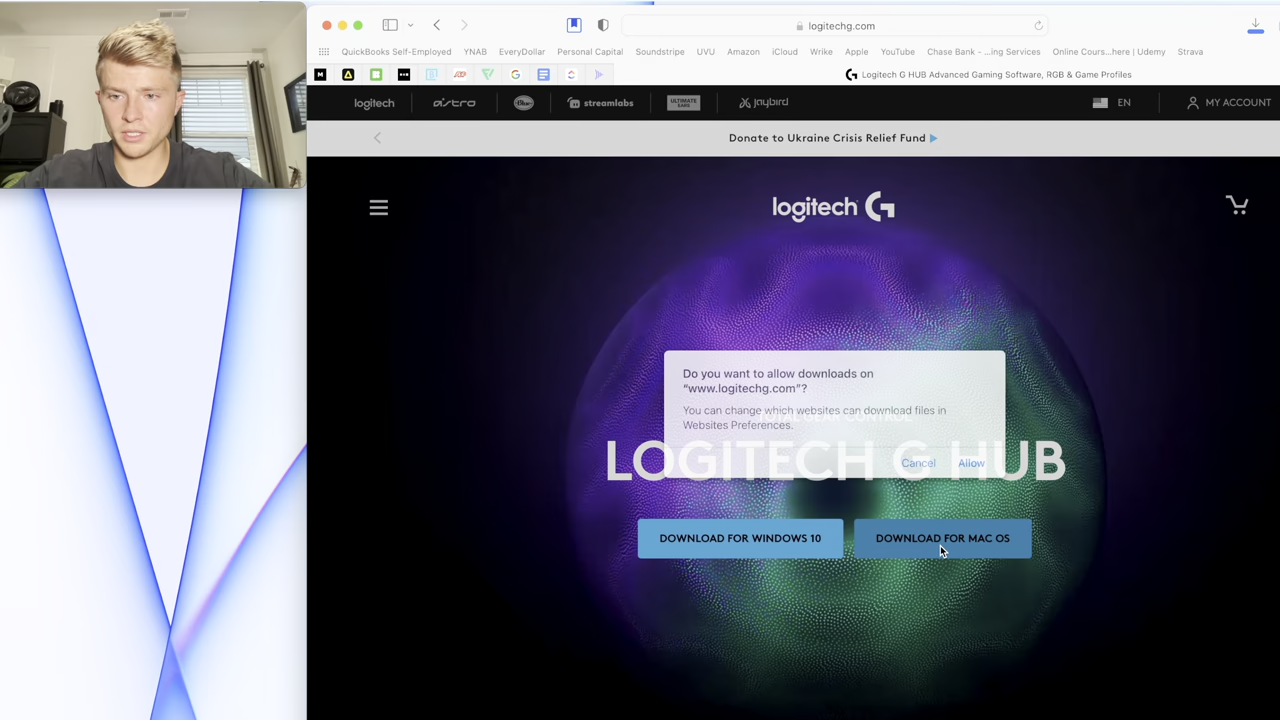 logitechg.com
QuickBooks Self-Employed YNAB EveryDollar Personal Capital Soundstripe UVU Amazon iCloud Wrike Apple YouTube Chase Bank - ...ing Services Online Cours...here | Udemy Strava
Logitech G HUB Advanced Gaming Software, RGB & Game Profiles
logitech ASTRO Blue streamlabs ULTIMATE EARS jaybird EN MY ACCOUNT
Donate to Ukraine Crisis Relief Fund
logitech G
Do you want to allow downloads on
“www.logitechg.com”?
You can change which websites can download files in
Websites Preferences.
Cancel Allow
LOGITECH G HUB
DOWNLOAD FOR WINDOWS 10 DOWNLOAD FOR MAC OS